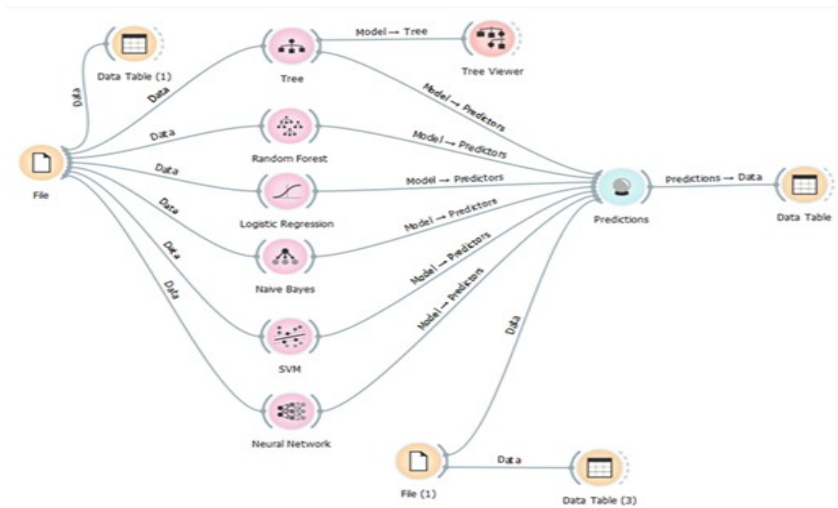 Model → Tree
Data Table (1)
Tree
Tree Viewer
Data
Data
Model → Predictors
Data
Random Forest
Model → Predictors
File
Data
Logistic Regression
Model → Predictors
Predictions
Predictions → Data
Data Table
Data
Naive Bayes
Model → Predictors
Data
SVM
Model → Predictors
Data
Neural Network
Model → Predictors
Data
File (1)
Data
Data Table (3)